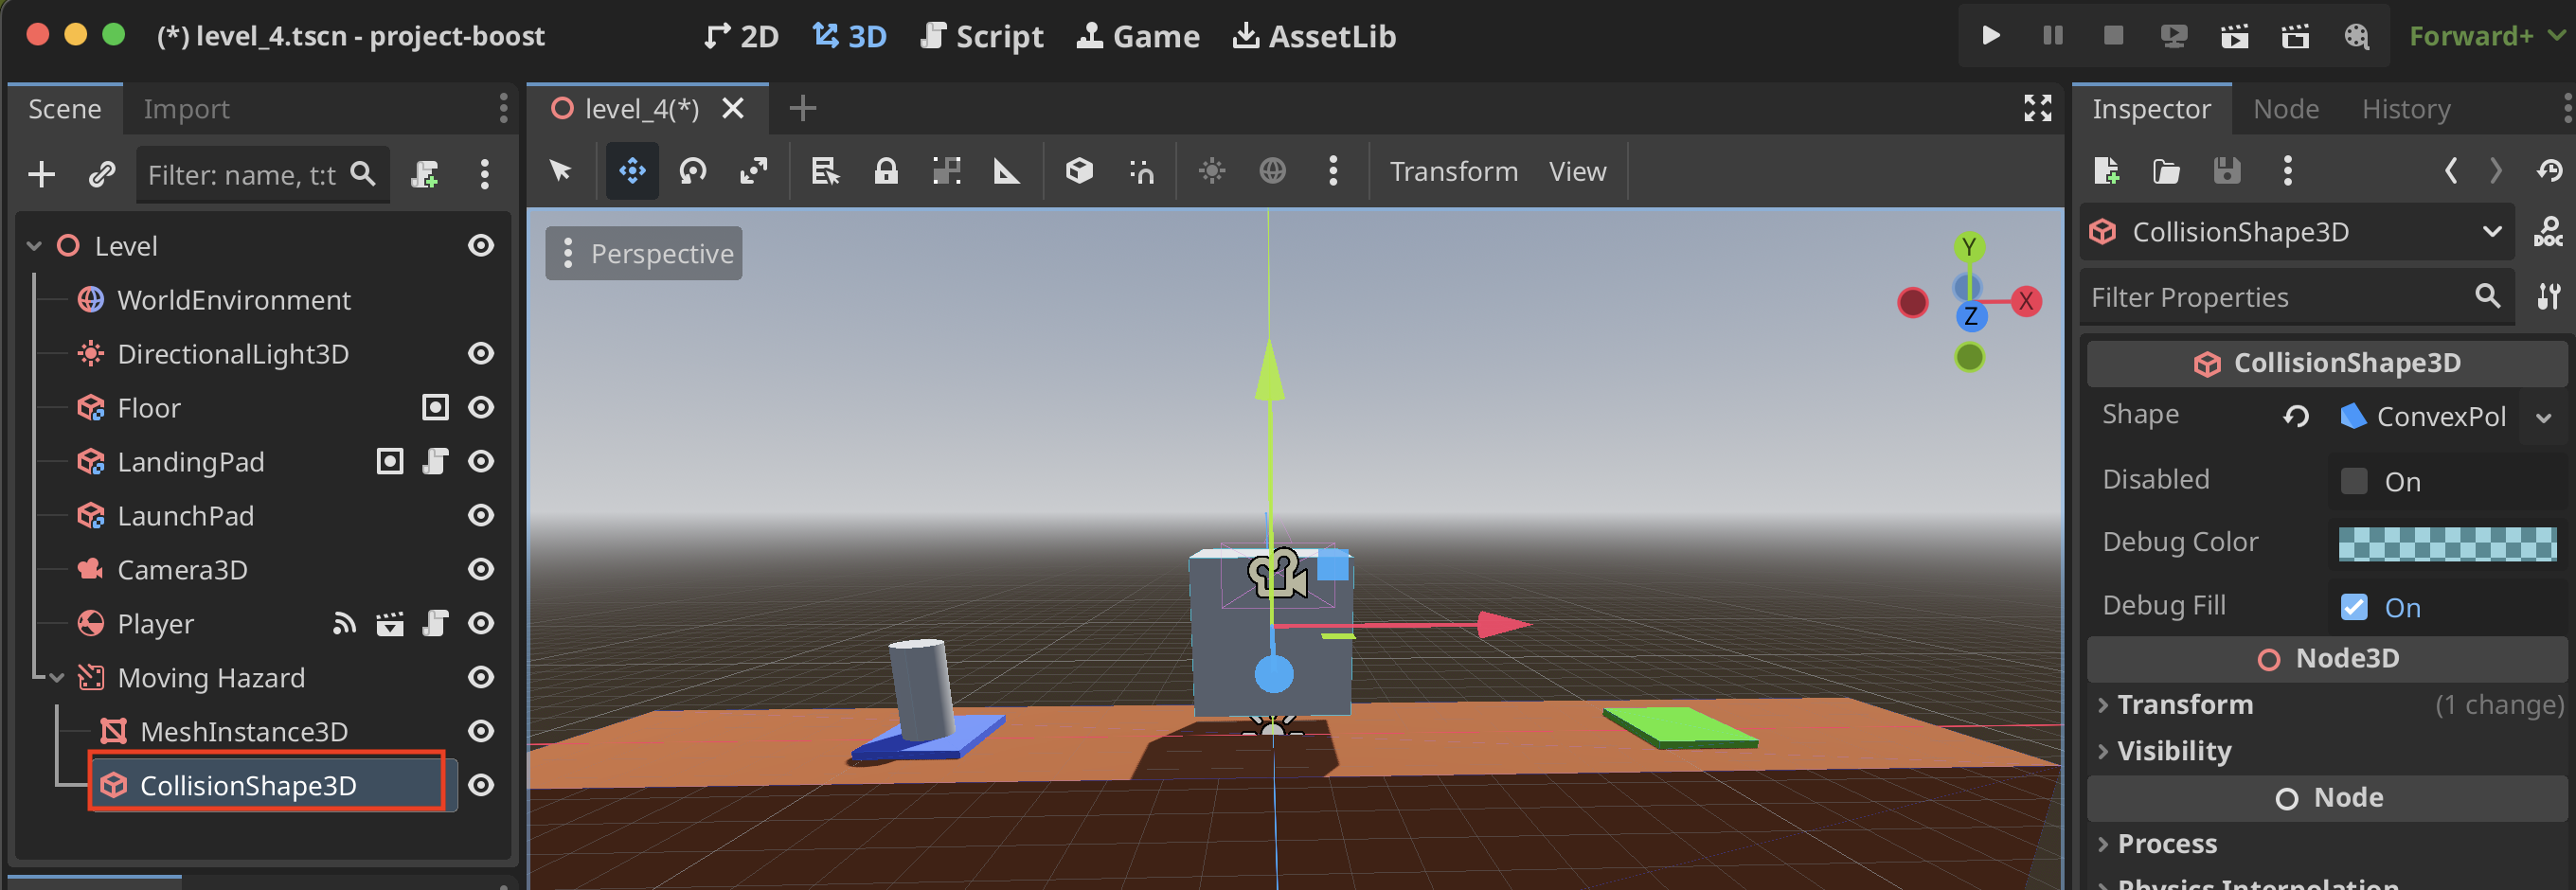 (*) level_4.tscn - project-boost
2D
3D
Script
Game
AssetLib
Forward+
Scene
Import
Filter: name, t:t
Level
WorldEnvironment
DirectionalLight3D
Floor
LandingPad
LaunchPad
Camera3D
Player
Moving Hazard
MeshInstance3D
CollisionShape3D
level_4(*)
Transform
View
Perspective
Y
X
Z
Inspector
Node
History
CollisionShape3D
DOC
Filter Properties
CollisionShape3D
Shape
ConvexPol
Disabled
On
Debug Color
Debug Fill
On
Node3D
Transform
(1 change)
Visibility
Node
Process
Physics Interpolation